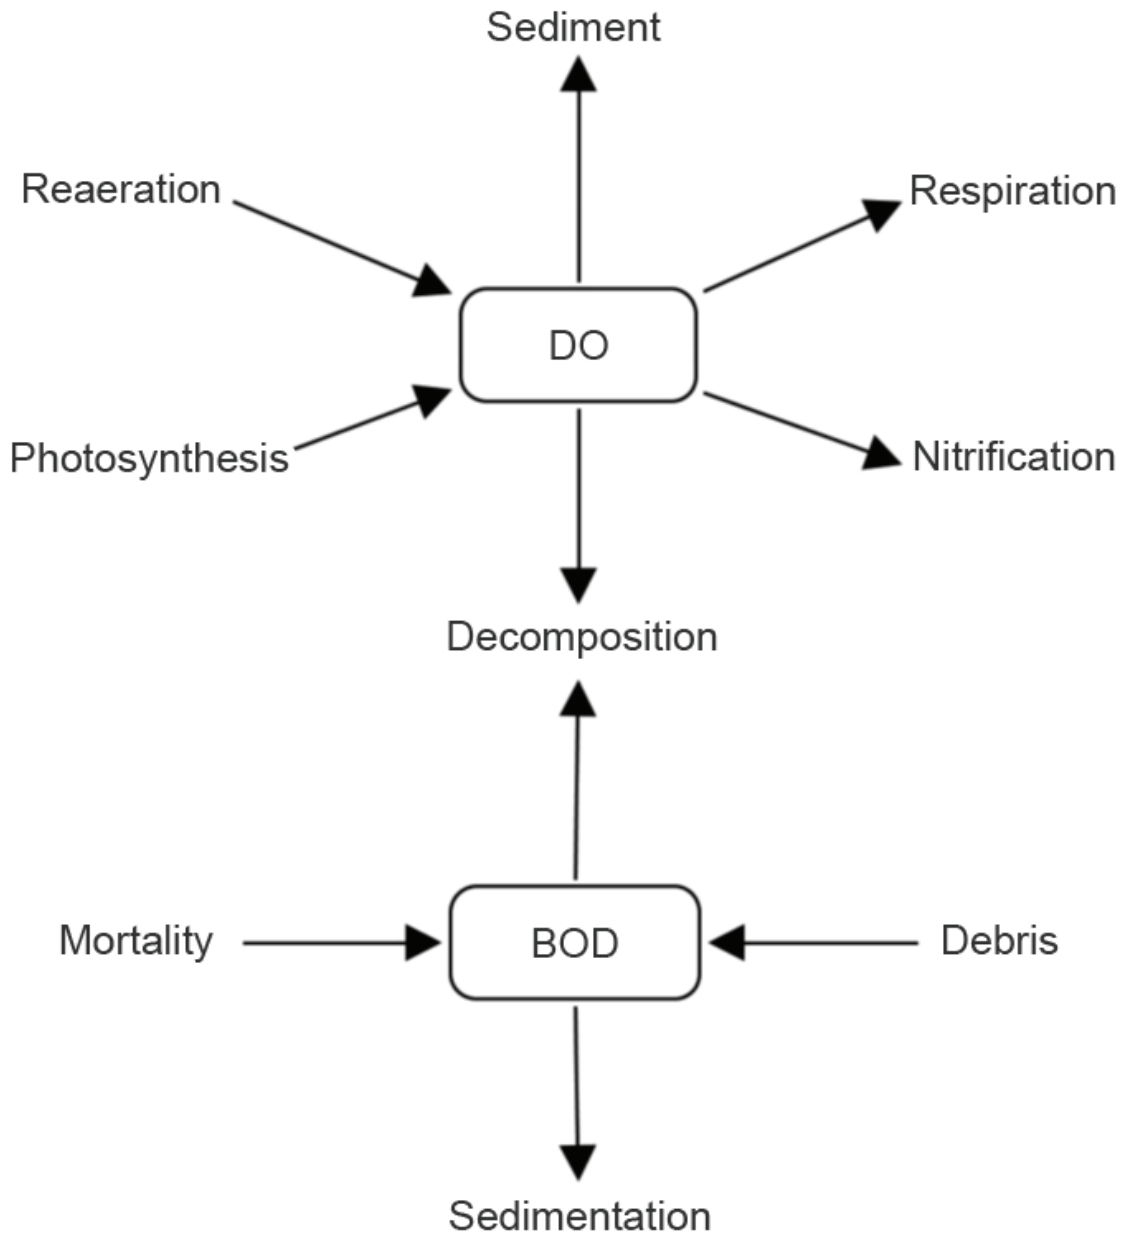 Sediment
Reaeration
Respiration
DO
Photosynthesis
Nitrification
Decomposition
Mortality
BOD
Debris
Sedimentation